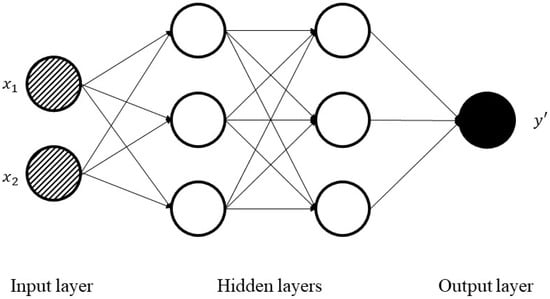 x₁
x₂
y′
Input layer
Hidden layers
Output layer